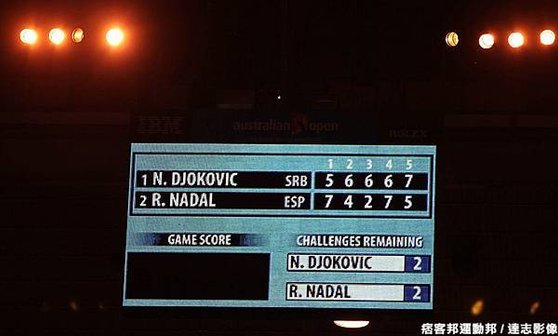 IBM
australian open
ROLEX
1 2 3 4 5
1 N. DJOKOVIC SRB 5 6 6 6 7
2 R. NADAL ESP 7 4 2 7 5
GAME SCORE
CHALLENGES REMAINING
N. DJOKOVIC 2
R. NADAL 2
痞客邦運動邦 / 達志影像